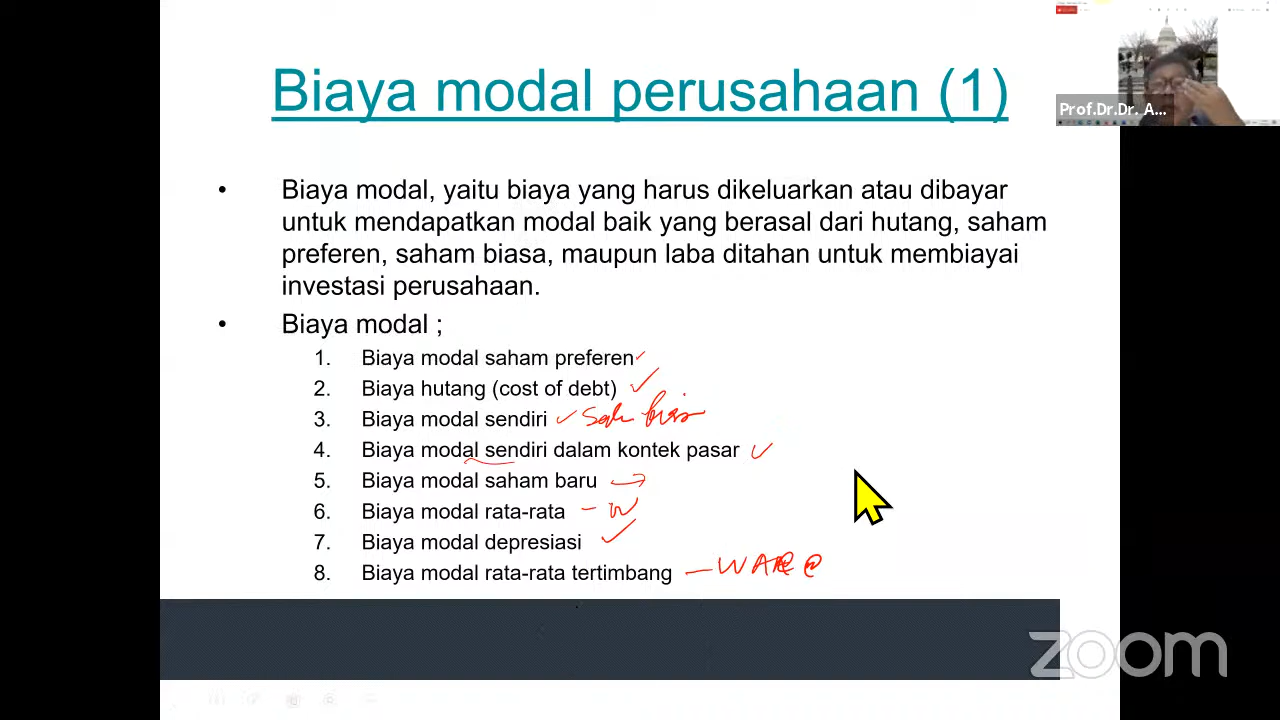 Biaya modal perusahaan (1)
Prof.Dr.Dr. A...
• Biaya modal, yaitu biaya yang harus dikeluarkan atau dibayar
untuk mendapatkan modal baik yang berasal dari hutang, saham
preferen, saham biasa, maupun laba ditahan untuk membiayai
investasi perusahaan.
• Biaya modal ;
1. Biaya modal saham preferen
2. Biaya hutang (cost of debt)
3. Biaya modal sendiri
4. Biaya modal sendiri dalam kontek pasar
5. Biaya modal saham baru
6. Biaya modal rata-rata
7. Biaya modal depresiasi
8. Biaya modal rata-rata tertimbang
zoom